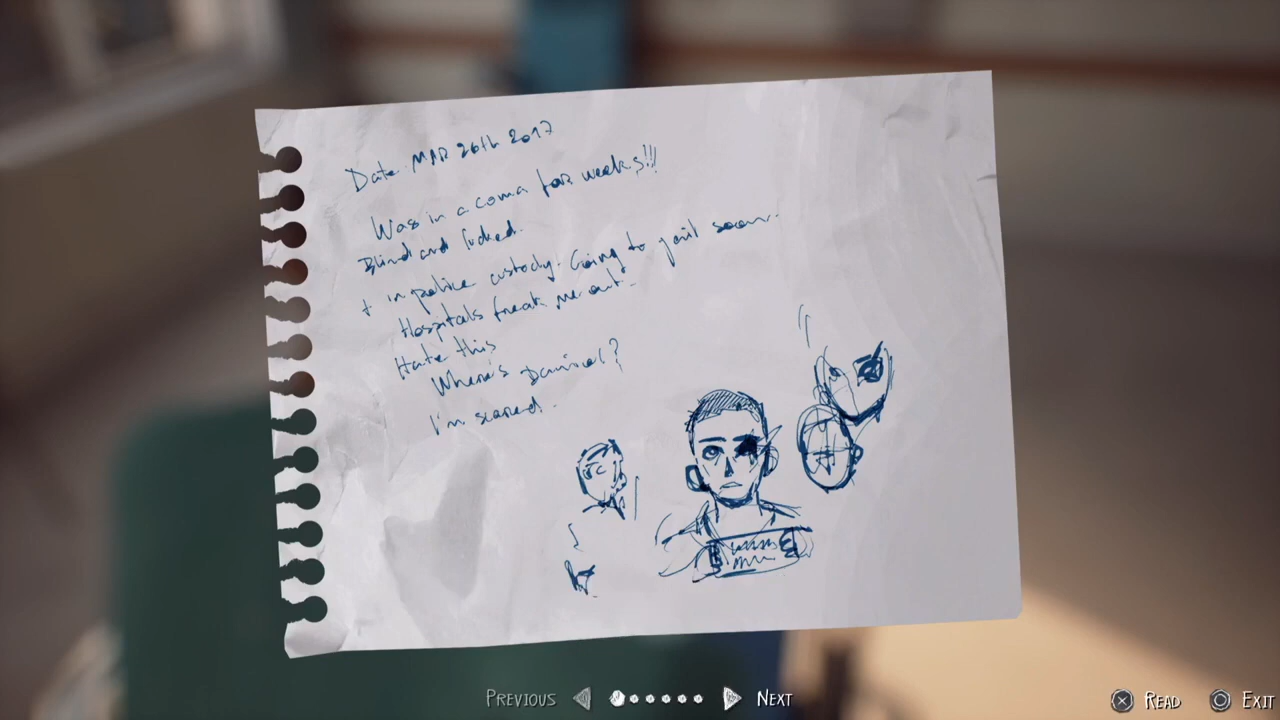 Date MAR 26th 2017
Was in a coma for weeks!!!
Blind and fucked.
+ in police custody. Going to jail soon.
Hospitals freak me out.
Hate this
Where's Daniel?
I'm scared.
PREVIOUS
NEXT
READ
EXIT